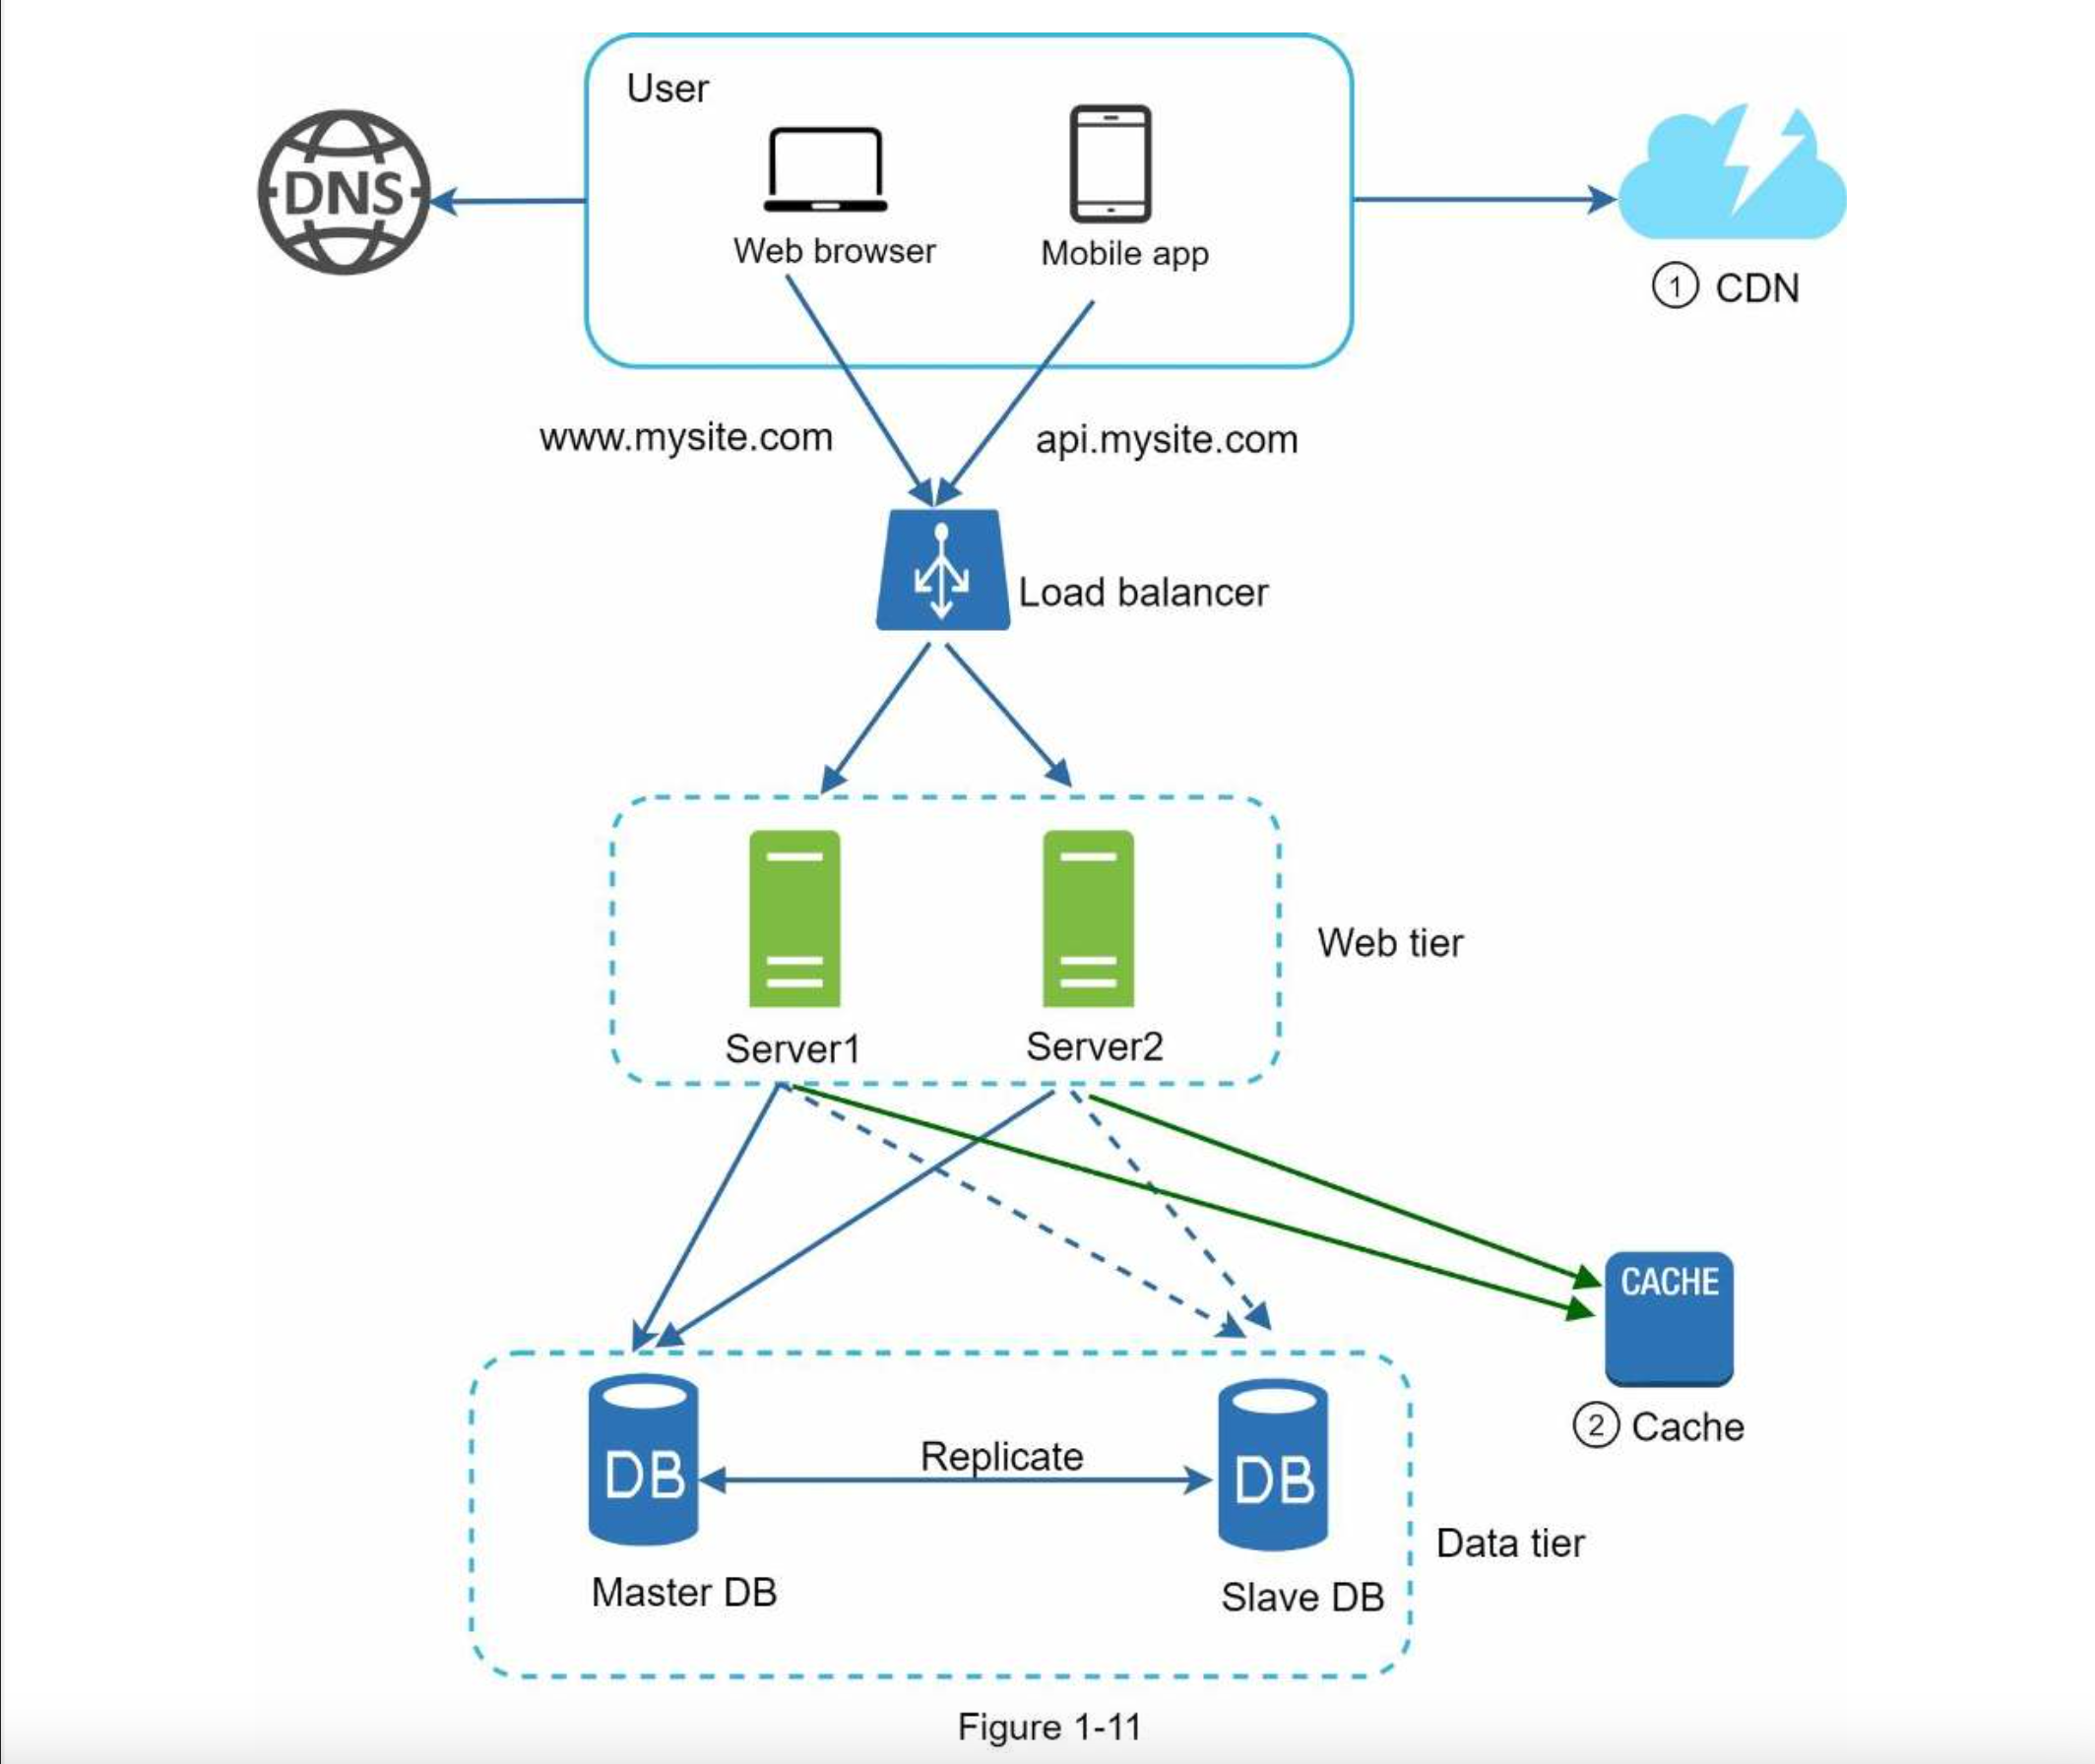 User
DNS
Web browser
Mobile app
① CDN
www.mysite.com
api.mysite.com
Load balancer
Web tier
Server1
Server2
CACHE
② Cache
Replicate
DB
DB
Data tier
Master DB
Slave DB
Figure 1-11